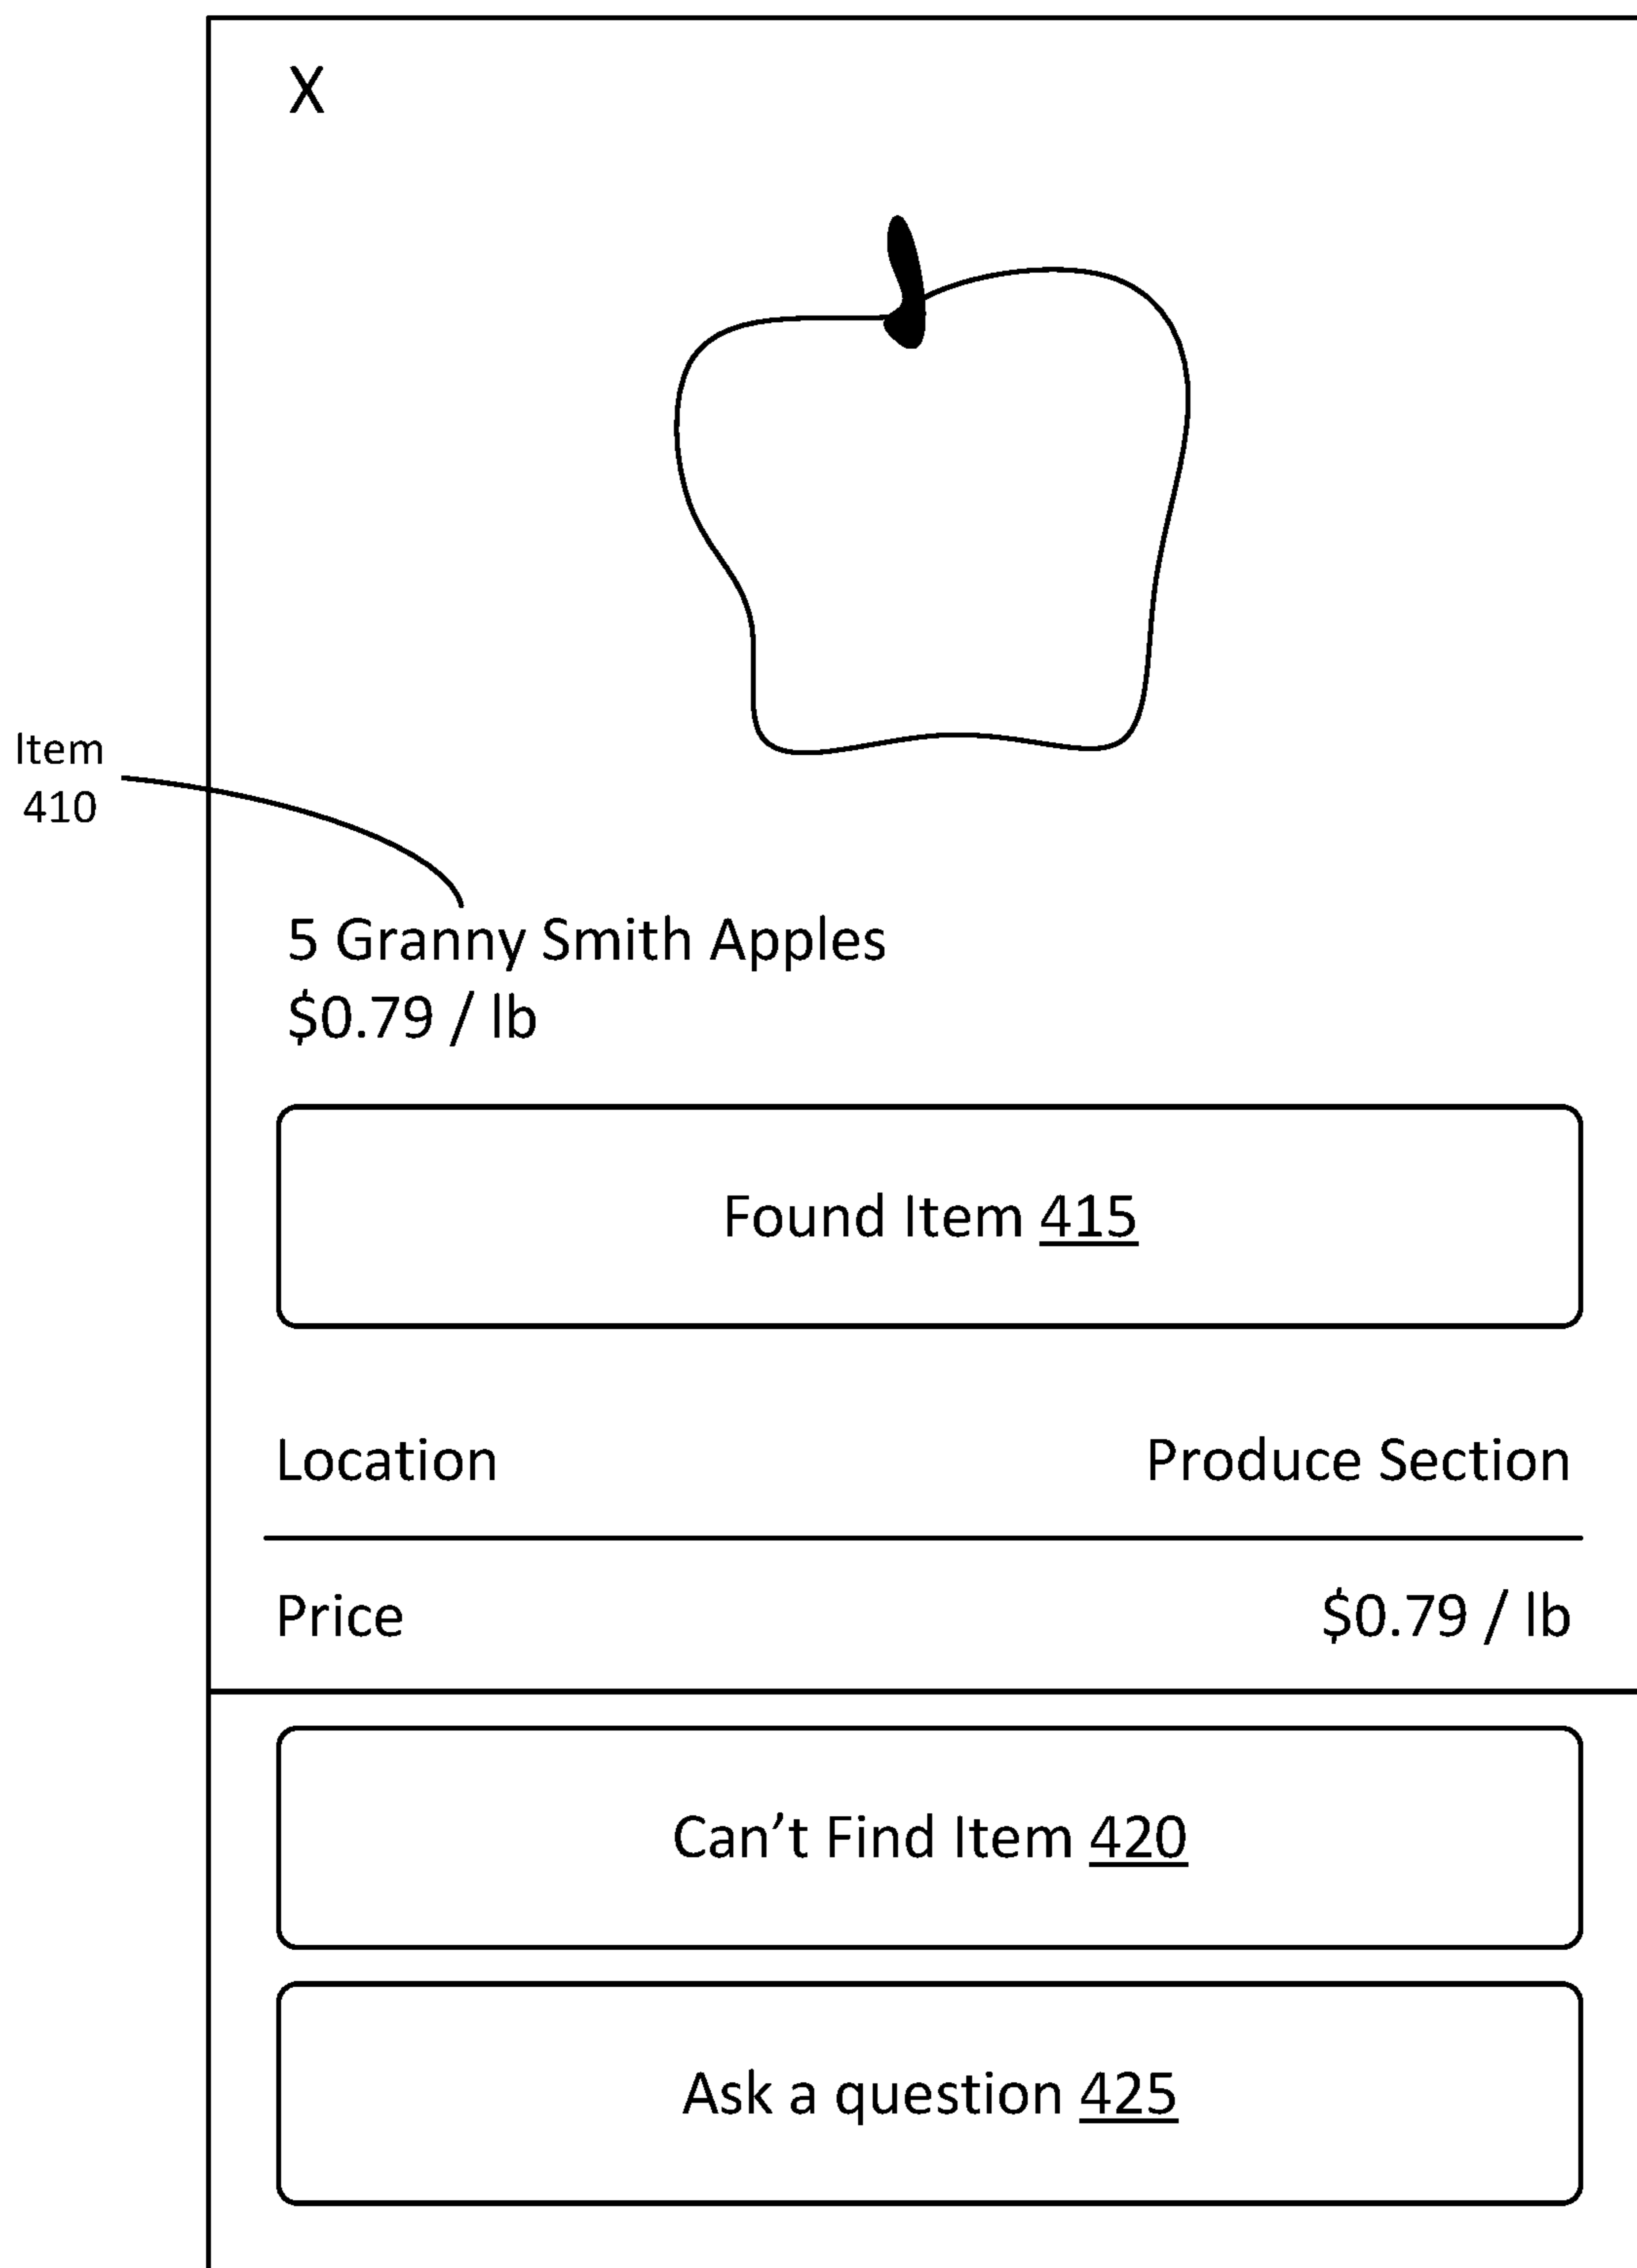 X
Item
410
5 Granny Smith Apples
$0.79 / lb
Found Item 415
Location Produce Section
Price $0.79 / lb
Can’t Find Item 420
Ask a question 425